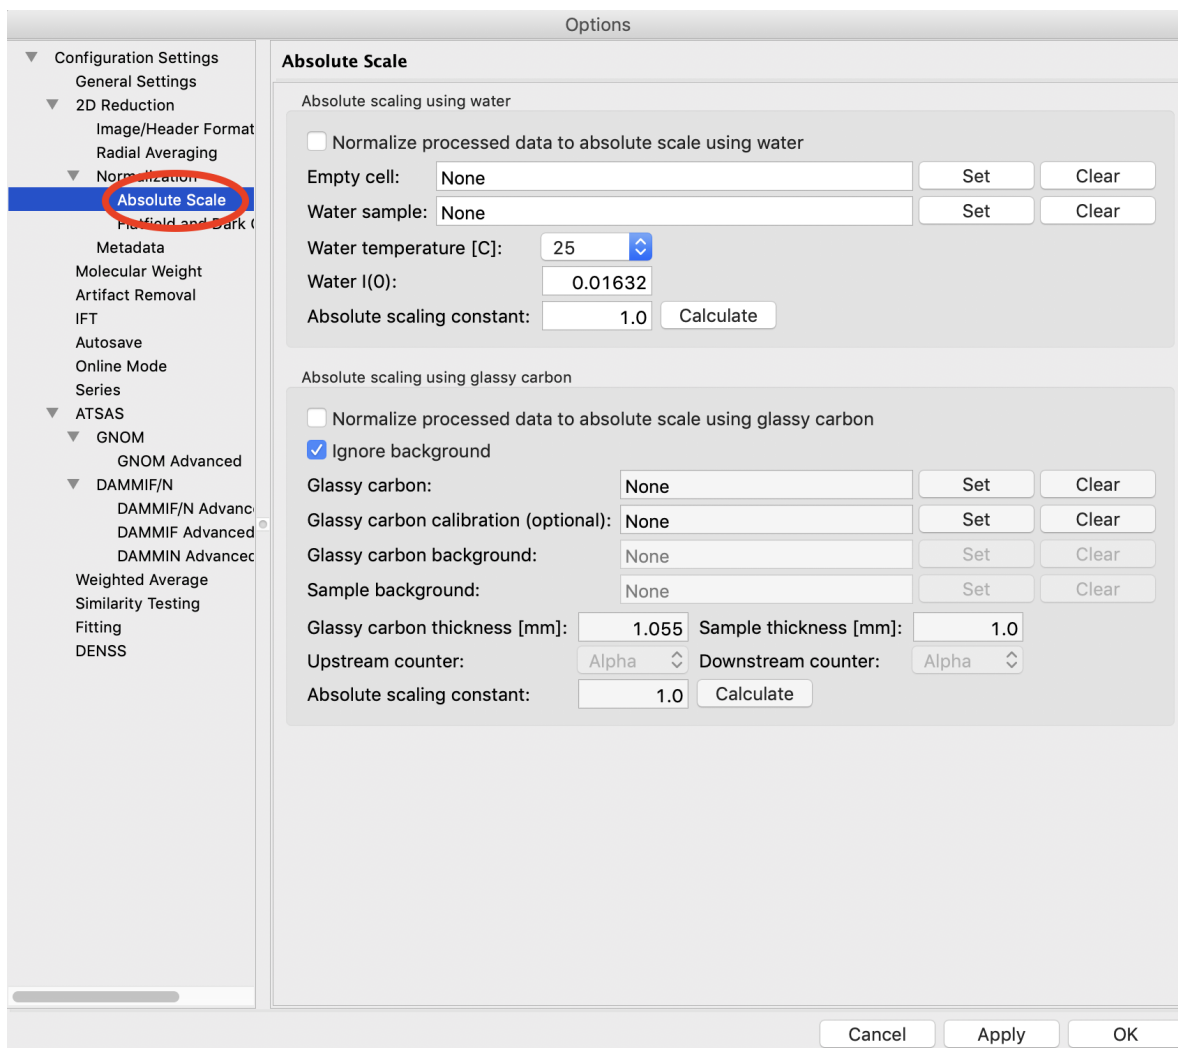 Options
Configuration Settings
General Settings
2D Reduction
Image/Header Format
Radial Averaging
Normalization
Absolute Scale
Flatfield and Dark
Metadata
Molecular Weight
Artifact Removal
IFT
Autosave
Online Mode
Series
ATSAS
GNOM
GNOM Advanced
DAMMIF/N
DAMMIF/N Advanc
DAMMIF Advanced
DAMMIN Advanced
Weighted Average
Similarity Testing
Fitting
DENSS
Absolute Scale
Absolute scaling using water
Normalize processed data to absolute scale using water
Empty cell: None Set Clear
Water sample: None Set Clear
Water temperature [C]: 25
Water I(0): 0.01632
Absolute scaling constant: 1.0 Calculate
Absolute scaling using glassy carbon
Normalize processed data to absolute scale using glassy carbon
Ignore background
Glassy carbon: None Set Clear
Glassy carbon calibration (optional): None Set Clear
Glassy carbon background: None Set Clear
Sample background: None Set Clear
Glassy carbon thickness [mm]: 1.055 Sample thickness [mm]: 1.0
Upstream counter: Alpha Downstream counter: Alpha
Absolute scaling constant: 1.0 Calculate
Cancel Apply OK